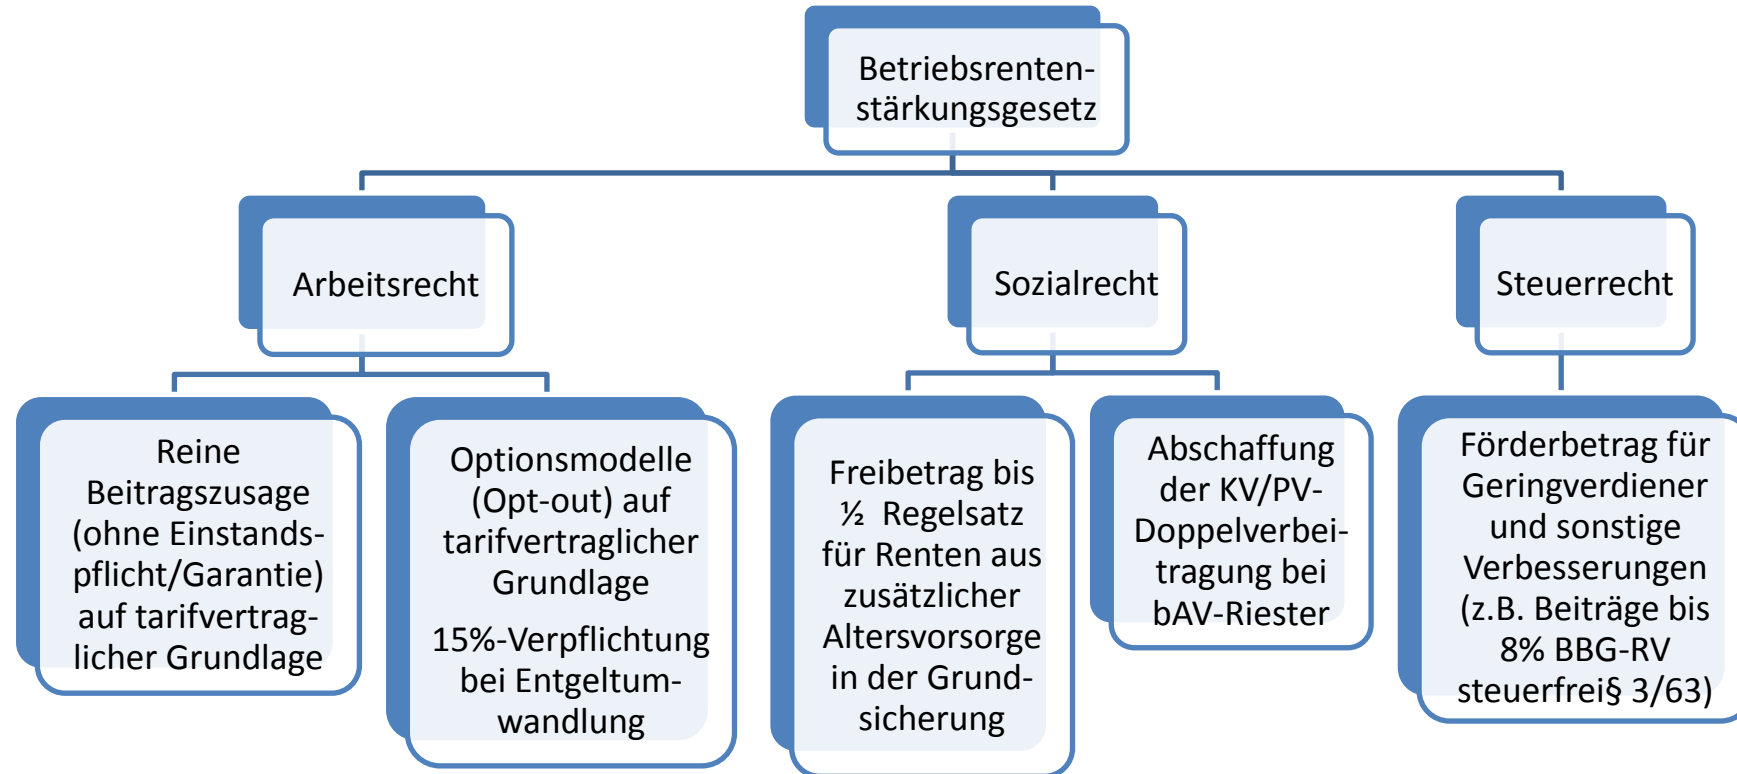 Betriebsrenten-
stärkungsgesetz
Arbeitsrecht
Sozialrecht
Steuerrecht
Reine
Beitragszusage
(ohne Einstands-
pflicht/Garantie)
auf tarifvertrag-
licher Grundlage
Optionsmodelle
(Opt-out) auf
tarifvertraglicher
Grundlage
15%-Verpflichtung
bei Entgeltum-
wandlung
Freibetrag bis
½ Regelsatz
für Renten aus
zusätzlicher
Altersvorsorge
in der Grund-
sicherung
Abschaffung
der KV/PV-
Doppelverbei-
tragung bei
bAV-Riester
Förderbetrag für
Geringverdiener
und sonstige
Verbesserungen
(z.B. Beiträge bis
8% BBG-RV
steuerfrei§ 3/63)